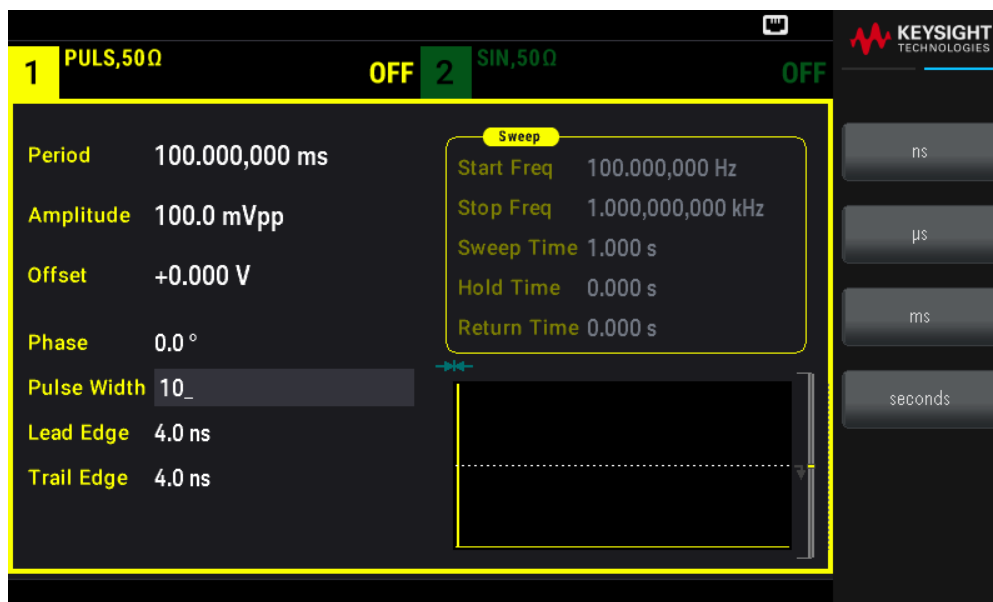 KEYSIGHT
TECHNOLOGIES
1 PULS,50Ω OFF
2 SIN,50Ω OFF
Period 100.000,000 ms
Amplitude 100.0 mVpp
Offset +0.000 V
Phase 0.0 °
Pulse Width 10_
Lead Edge 4.0 ns
Trail Edge 4.0 ns
Sweep
Start Freq 100.000,000 Hz
Stop Freq 1.000,000,000 kHz
Sweep Time 1.000 s
Hold Time 0.000 s
Return Time 0.000 s
ns
µs
ms
seconds